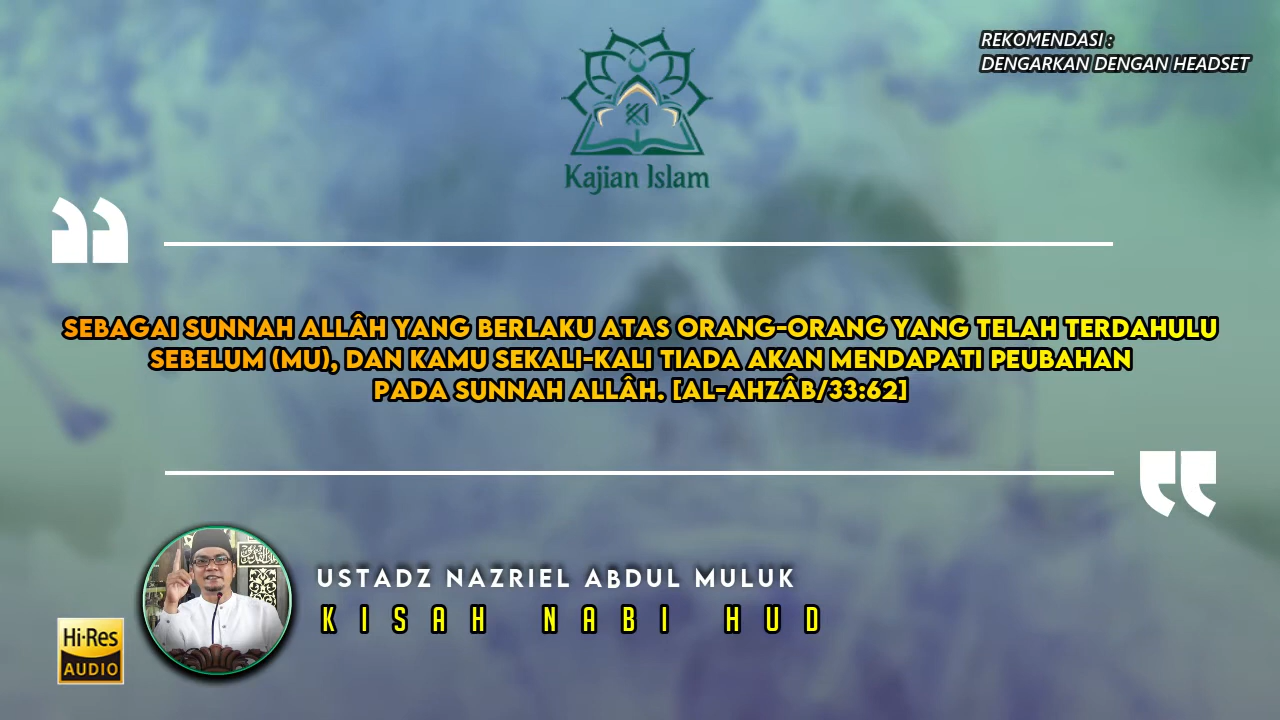 REKOMENDASI :
DENGARKAN DENGAN HEADSET
Kajian Islam
SEBAGAI SUNNAH ALLÂH YANG BERLAKU ATAS ORANG-ORANG YANG TELAH TERDAHULU
SEBELUM (MU), DAN KAMU SEKALI-KALI TIADA AKAN MENDAPATI PEUBAHAN
PADA SUNNAH ALLÂH. [AL-AHZÂB/33:62]
USTADZ NAZRIEL ABDUL MULUK
KISAH NABI HUD
Hi-Res
AUDIO